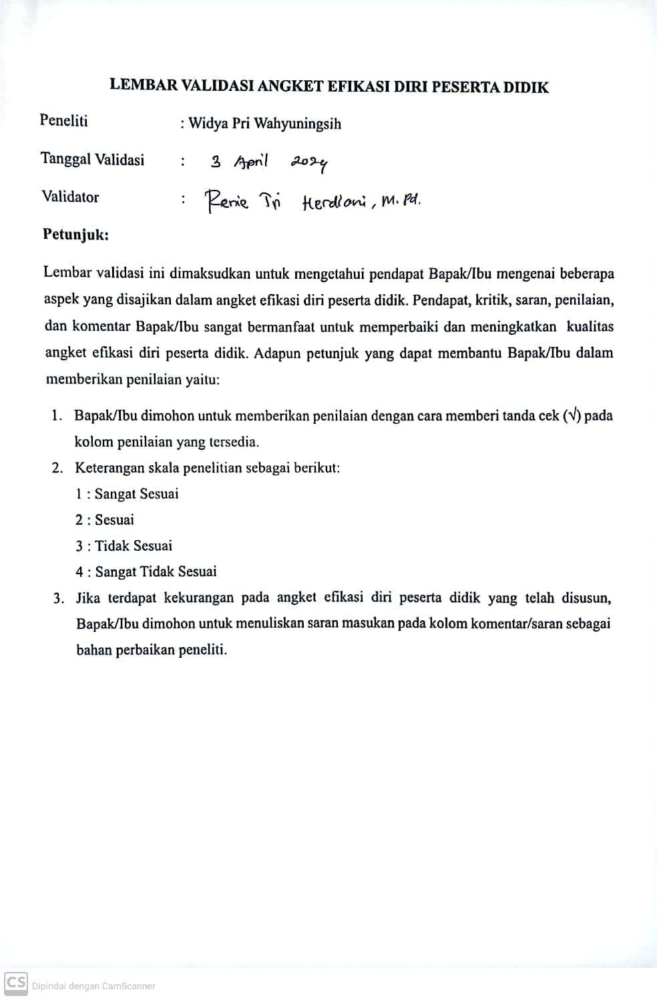 LEMBAR VALIDASI ANGKET EFIKASI DIRI PESERTA DIDIK
Peneliti : Widya Pri Wahyuningsih
Tanggal Validasi : 3 April 2024
Validator : Renie Tri Herdiani, M.Pd.
Petunjuk:
Lembar validasi ini dimaksudkan untuk mengetahui pendapat Bapak/Ibu mengenai beberapa
aspek yang disajikan dalam angket efikasi diri peserta didik. Pendapat, kritik, saran, penilaian,
dan komentar Bapak/Ibu sangat bermanfaat untuk memperbaiki dan meningkatkan kualitas
angket efikasi diri peserta didik. Adapun petunjuk yang dapat membantu Bapak/Ibu dalam
memberikan penilaian yaitu:
1. Bapak/Ibu dimohon untuk memberikan penilaian dengan cara memberi tanda cek (√) pada
kolom penilaian yang tersedia.
2. Keterangan skala penelitian sebagai berikut:
1 : Sangat Sesuai
2 : Sesuai
3 : Tidak Sesuai
4 : Sangat Tidak Sesuai
3. Jika terdapat kekurangan pada angket efikasi diri peserta didik yang telah disusun,
Bapak/Ibu dimohon untuk menuliskan saran masukan pada kolom komentar/saran sebagai
bahan perbaikan peneliti.
CS Dipindai dengan CamScanner